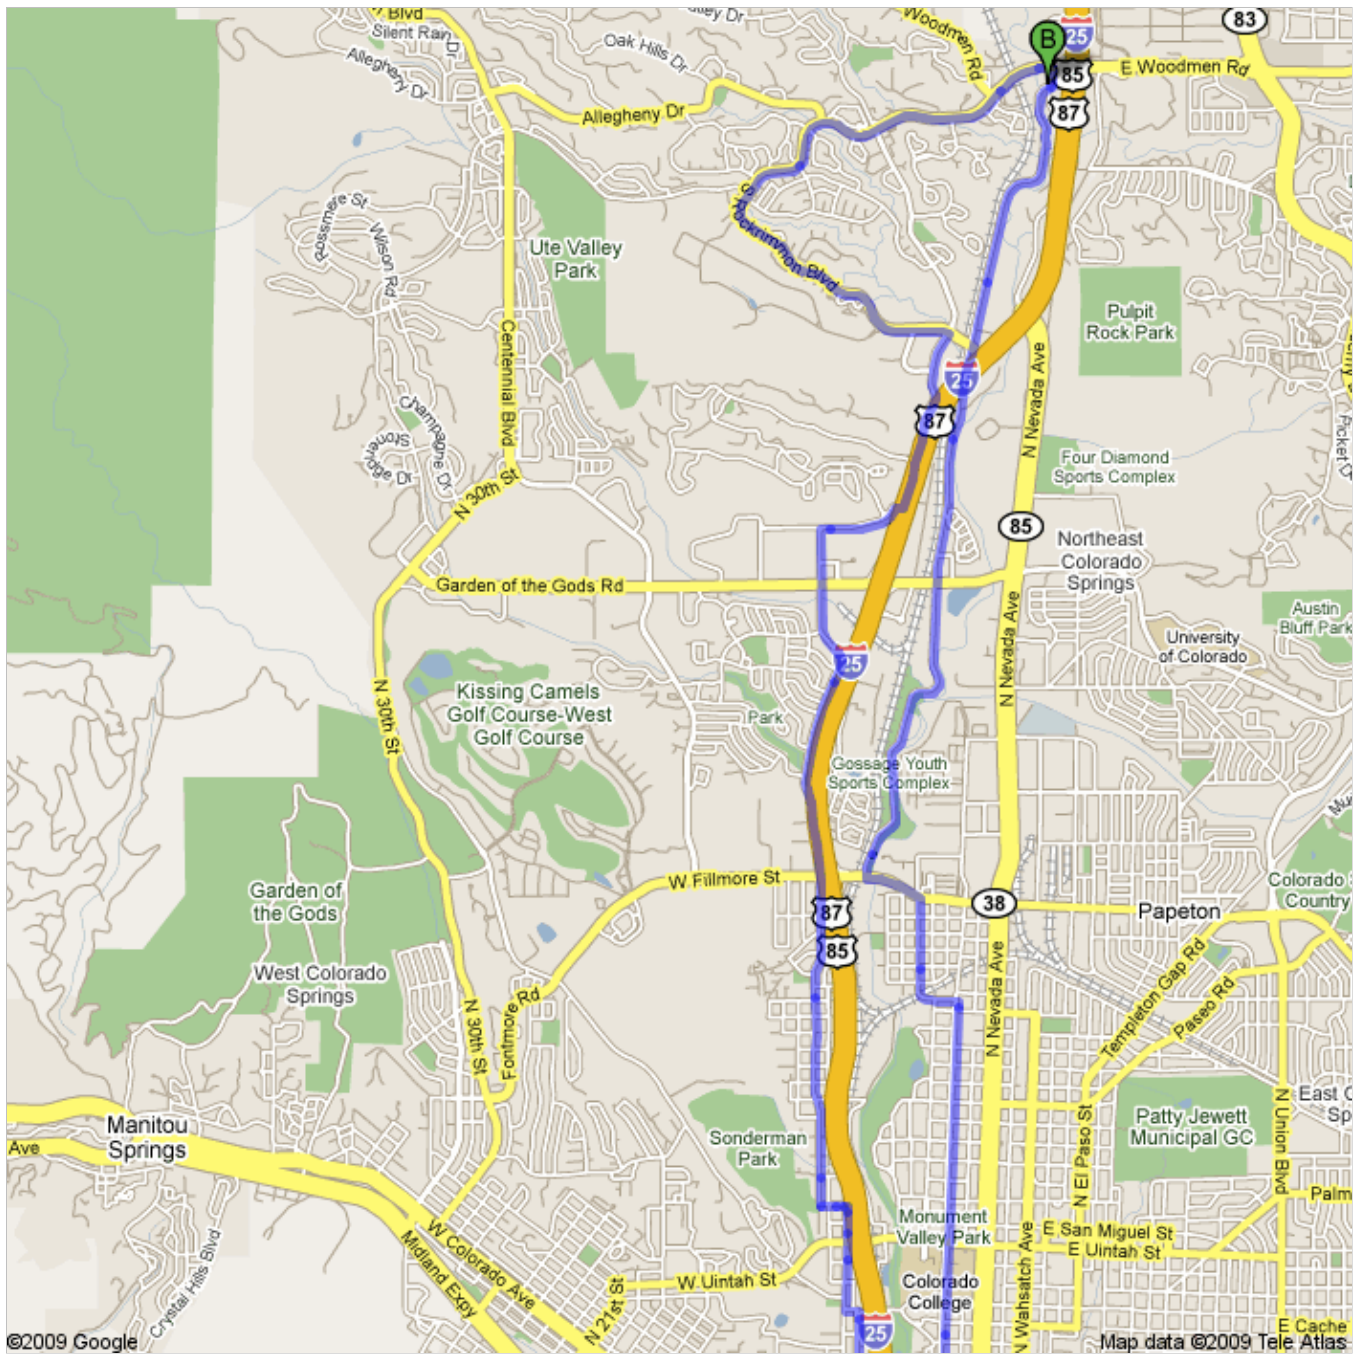 n Blvd
Silent Rain Dr
Allegheny Dr
Oak Hills Dr
lley Dr
Woodmen Rd
B
25
83
85
E Woodmen Rd
87
Allegheny Dr
S Rockrimmon Blvd
Rossmere St
Wilson Rd
Ute Valley
Park
Pulpit
Rock Park
Centennial Blvd
25
N Nevada Ave
87
Champagne Dr
Stoneridge Dr
N 30th St
Four Diamond
Sports Complex
Picket Dr
85
Northeast
Colorado
Springs
Garden of the Gods Rd
Austin
Bluff Park
University
of Colorado
N Nevada Ave
25
Kissing Camels
Golf Course-West
Golf Course
N 30th St
Park
Gossage Youth
Sports Complex
W Fillmore St
Garden of
the Gods
Colorado
Country
87
38
Papeton
85
West Colorado
Springs
N 30th St
Fontmore Rd
N Nevada Ave
Templeton Gap Rd
Paseo Rd
Manitou
Springs
Ave
Sonderman
Park
N El Paso St
Patty Jewett
Municipal GC
N Union Blvd
East C
Sp
Palm
Monument
Valley Park
E San Miguel St
E Uintah St
W Colorado Ave
Midland Expy
Crystal Hills Blvd
N 21st St
W Uintah St
Colorado
College
N Wahsatch Ave
25
E Cache
©2009 Google
Map data ©2009 Tele Atlas